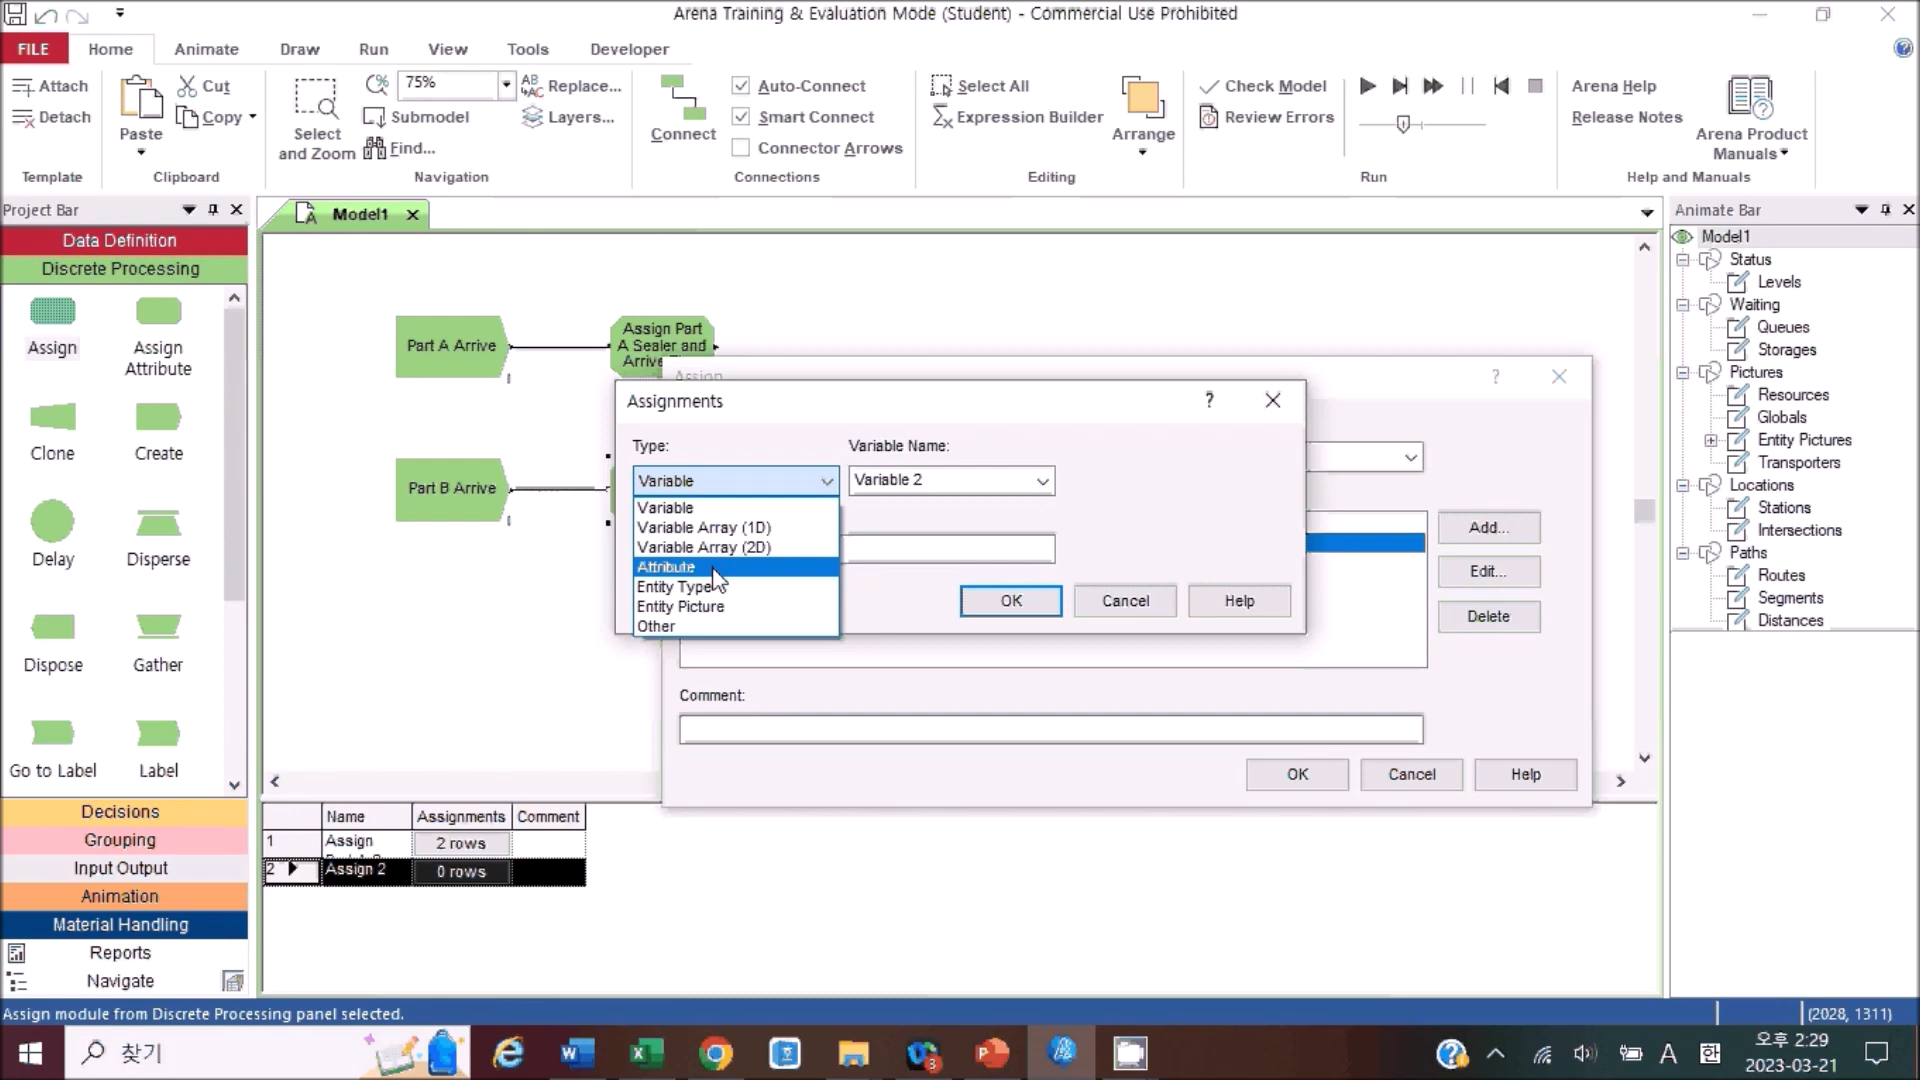 Arena Training & Evaluation Mode (Student) - Commercial Use Prohibited
FILE Home Animate Draw Run View Tools Developer
Attach
Detach
Template
Paste
Cut
Copy
Clipboard
Select
and Zoom
75%
Submodel
Find...
Replace...
Layers...
Navigation
Connect
Auto-Connect
Smart Connect
Connector Arrows
Connections
Select All
Expression Builder
Arrange
Editing
Check Model
Review Errors
Run
Arena Help
Release Notes
Arena Product
Manuals
Help and Manuals
Project Bar
Data Definition
Discrete Processing
Assign
Assign
Attribute
Clone
Create
Delay
Disperse
Dispose
Gather
Go to Label
Label
Decisions
Grouping
Input Output
Animation
Material Handling
Reports
Navigate
Model1
Part A Arrive
Assign Part
A Sealer and
Arrive
Part B Arrive
Assign
Assignments
Type:
Variable Name:
Variable
Variable 2
Variable
Variable Array (1D)
Variable Array (2D)
Attribute
Entity Type
Entity Picture
Other
OK
Cancel
Help
Add...
Edit...
Delete
Comment:
OK
Cancel
Help
Name Assignments Comment
1 Assign 2 rows
2 Assign 2 0 rows
Animate Bar
Model1
Status
Levels
Waiting
Queues
Storages
Pictures
Resources
Globals
Entity Pictures
Transporters
Locations
Stations
Intersections
Paths
Routes
Segments
Distances
Assign module from Discrete Processing panel selected.
(2028, 1311)
찾기
3
A
한
오후 2:29
2023-03-21